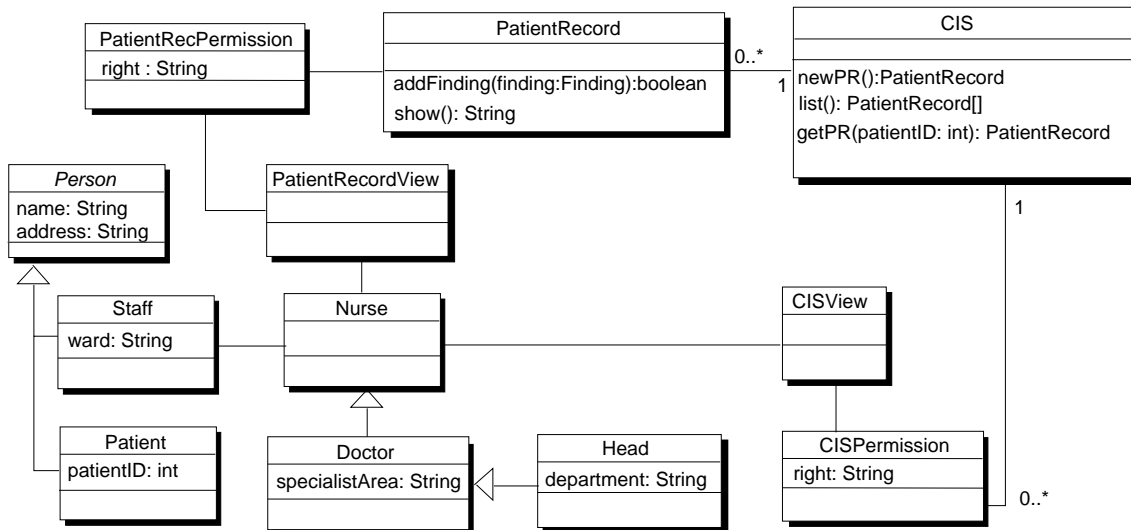 PatientRecPermission
right : String
PatientRecord
addFinding(finding:Finding):boolean
show(): String
0..*
1
CIS
newPR():PatientRecord
list(): PatientRecord[]
getPR(patientID: int): PatientRecord
1
Person
name: String
address: String
PatientRecordView
Staff
ward: String
Nurse
CISView
Patient
patientID: int
Doctor
specialistArea: String
Head
department: String
CISPermission
right: String
0..*